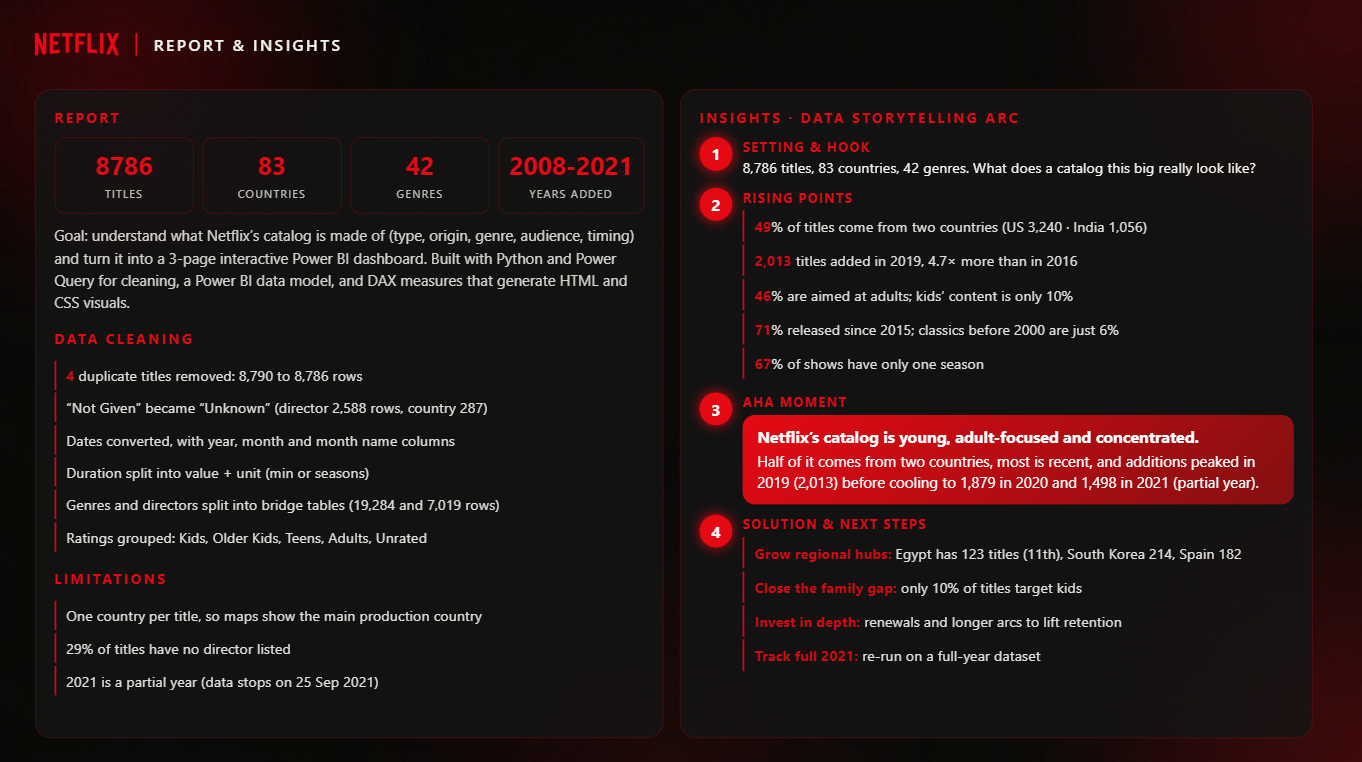 NETFLIX | REPORT & INSIGHTS
REPORT
8786
TITLES
83
COUNTRIES
42
GENRES
2008-2021
YEARS ADDED
Goal: understand what Netflix’s catalog is made of (type, origin, genre, audience, timing)
and turn it into a 3-page interactive Power BI dashboard. Built with Python and Power
Query for cleaning, a Power BI data model, and DAX measures that generate HTML and
CSS visuals.
DATA CLEANING
4 duplicate titles removed: 8,790 to 8,786 rows
“Not Given” became “Unknown” (director 2,588 rows, country 287)
Dates converted, with year, month and month name columns
Duration split into value + unit (min or seasons)
Genres and directors split into bridge tables (19,284 and 7,019 rows)
Ratings grouped: Kids, Older Kids, Teens, Adults, Unrated
LIMITATIONS
One country per title, so maps show the main production country
29% of titles have no director listed
2021 is a partial year (data stops on 25 Sep 2021)
INSIGHTS · DATA STORYTELLING ARC
1 SETTING & HOOK
8,786 titles, 83 countries, 42 genres. What does a catalog this big really look like?
2 RISING POINTS
49% of titles come from two countries (US 3,240 · India 1,056)
2,013 titles added in 2019, 4.7× more than in 2016
46% are aimed at adults; kids’ content is only 10%
71% released since 2015; classics before 2000 are just 6%
67% of shows have only one season
3 AHA MOMENT
Netflix’s catalog is young, adult-focused and concentrated.
Half of it comes from two countries, most is recent, and additions peaked in
2019 (2,013) before cooling to 1,879 in 2020 and 1,498 in 2021 (partial year).
4 SOLUTION & NEXT STEPS
Grow regional hubs: Egypt has 123 titles (11th), South Korea 214, Spain 182
Close the family gap: only 10% of titles target kids
Invest in depth: renewals and longer arcs to lift retention
Track full 2021: re-run on a full-year dataset